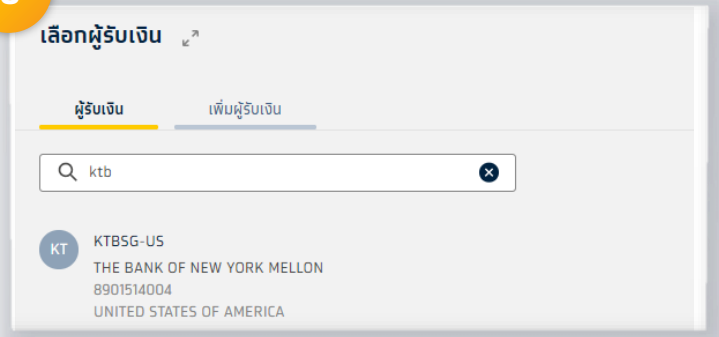 เลือกผู้รับเงิน
ผู้รับเงิน เพิ่มผู้รับเงิน
ktb
KT
KTBSG-US
THE BANK OF NEW YORK MELLON
8901514004
UNITED STATES OF AMERICA